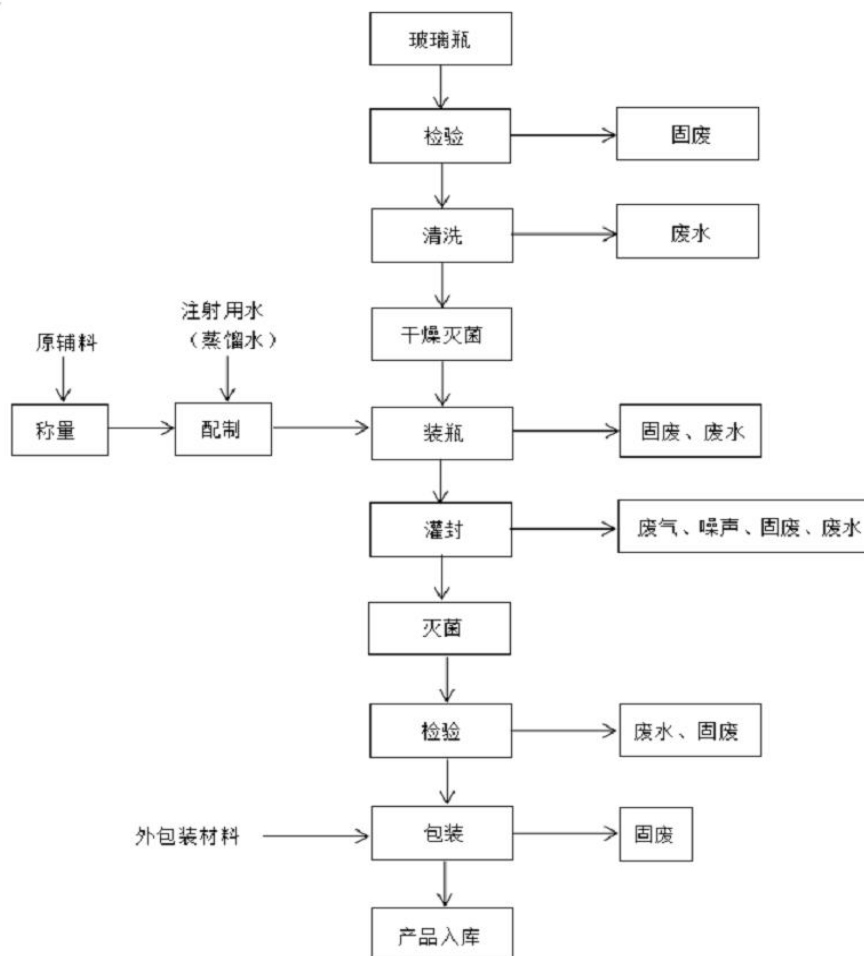 玻璃瓶
检验
固废
清洗
废水
注射用水
（蒸馏水）
原辅料
干燥灭菌
称量
配制
装瓶
固废、废水
灌封
废气、噪声、固废、废水
灭菌
检验
废水、固废
外包装材料
包装
固废
产品入库